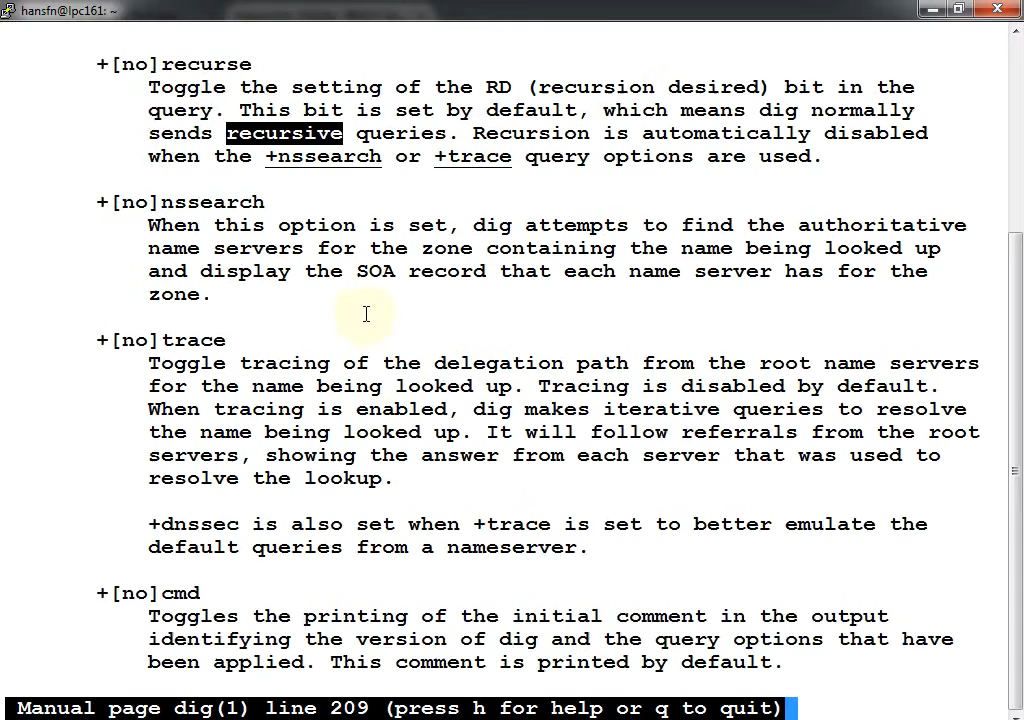 hansfn@lpc161: ~
+[no]recurse
Toggle the setting of the RD (recursion desired) bit in the
query. This bit is set by default, which means dig normally
sends recursive queries. Recursion is automatically disabled
when the +nssearch or +trace query options are used.
+[no]nssearch
When this option is set, dig attempts to find the authoritative
name servers for the zone containing the name being looked up
and display the SOA record that each name server has for the
zone.
+[no]trace
Toggle tracing of the delegation path from the root name servers
for the name being looked up. Tracing is disabled by default.
When tracing is enabled, dig makes iterative queries to resolve
the name being looked up. It will follow referrals from the root
servers, showing the answer from each server that was used to
resolve the lookup.
+dnssec is also set when +trace is set to better emulate the
default queries from a nameserver.
+[no]cmd
Toggles the printing of the initial comment in the output
identifying the version of dig and the query options that have
been applied. This comment is printed by default.
Manual page dig(1) line 209 (press h for help or q to quit)